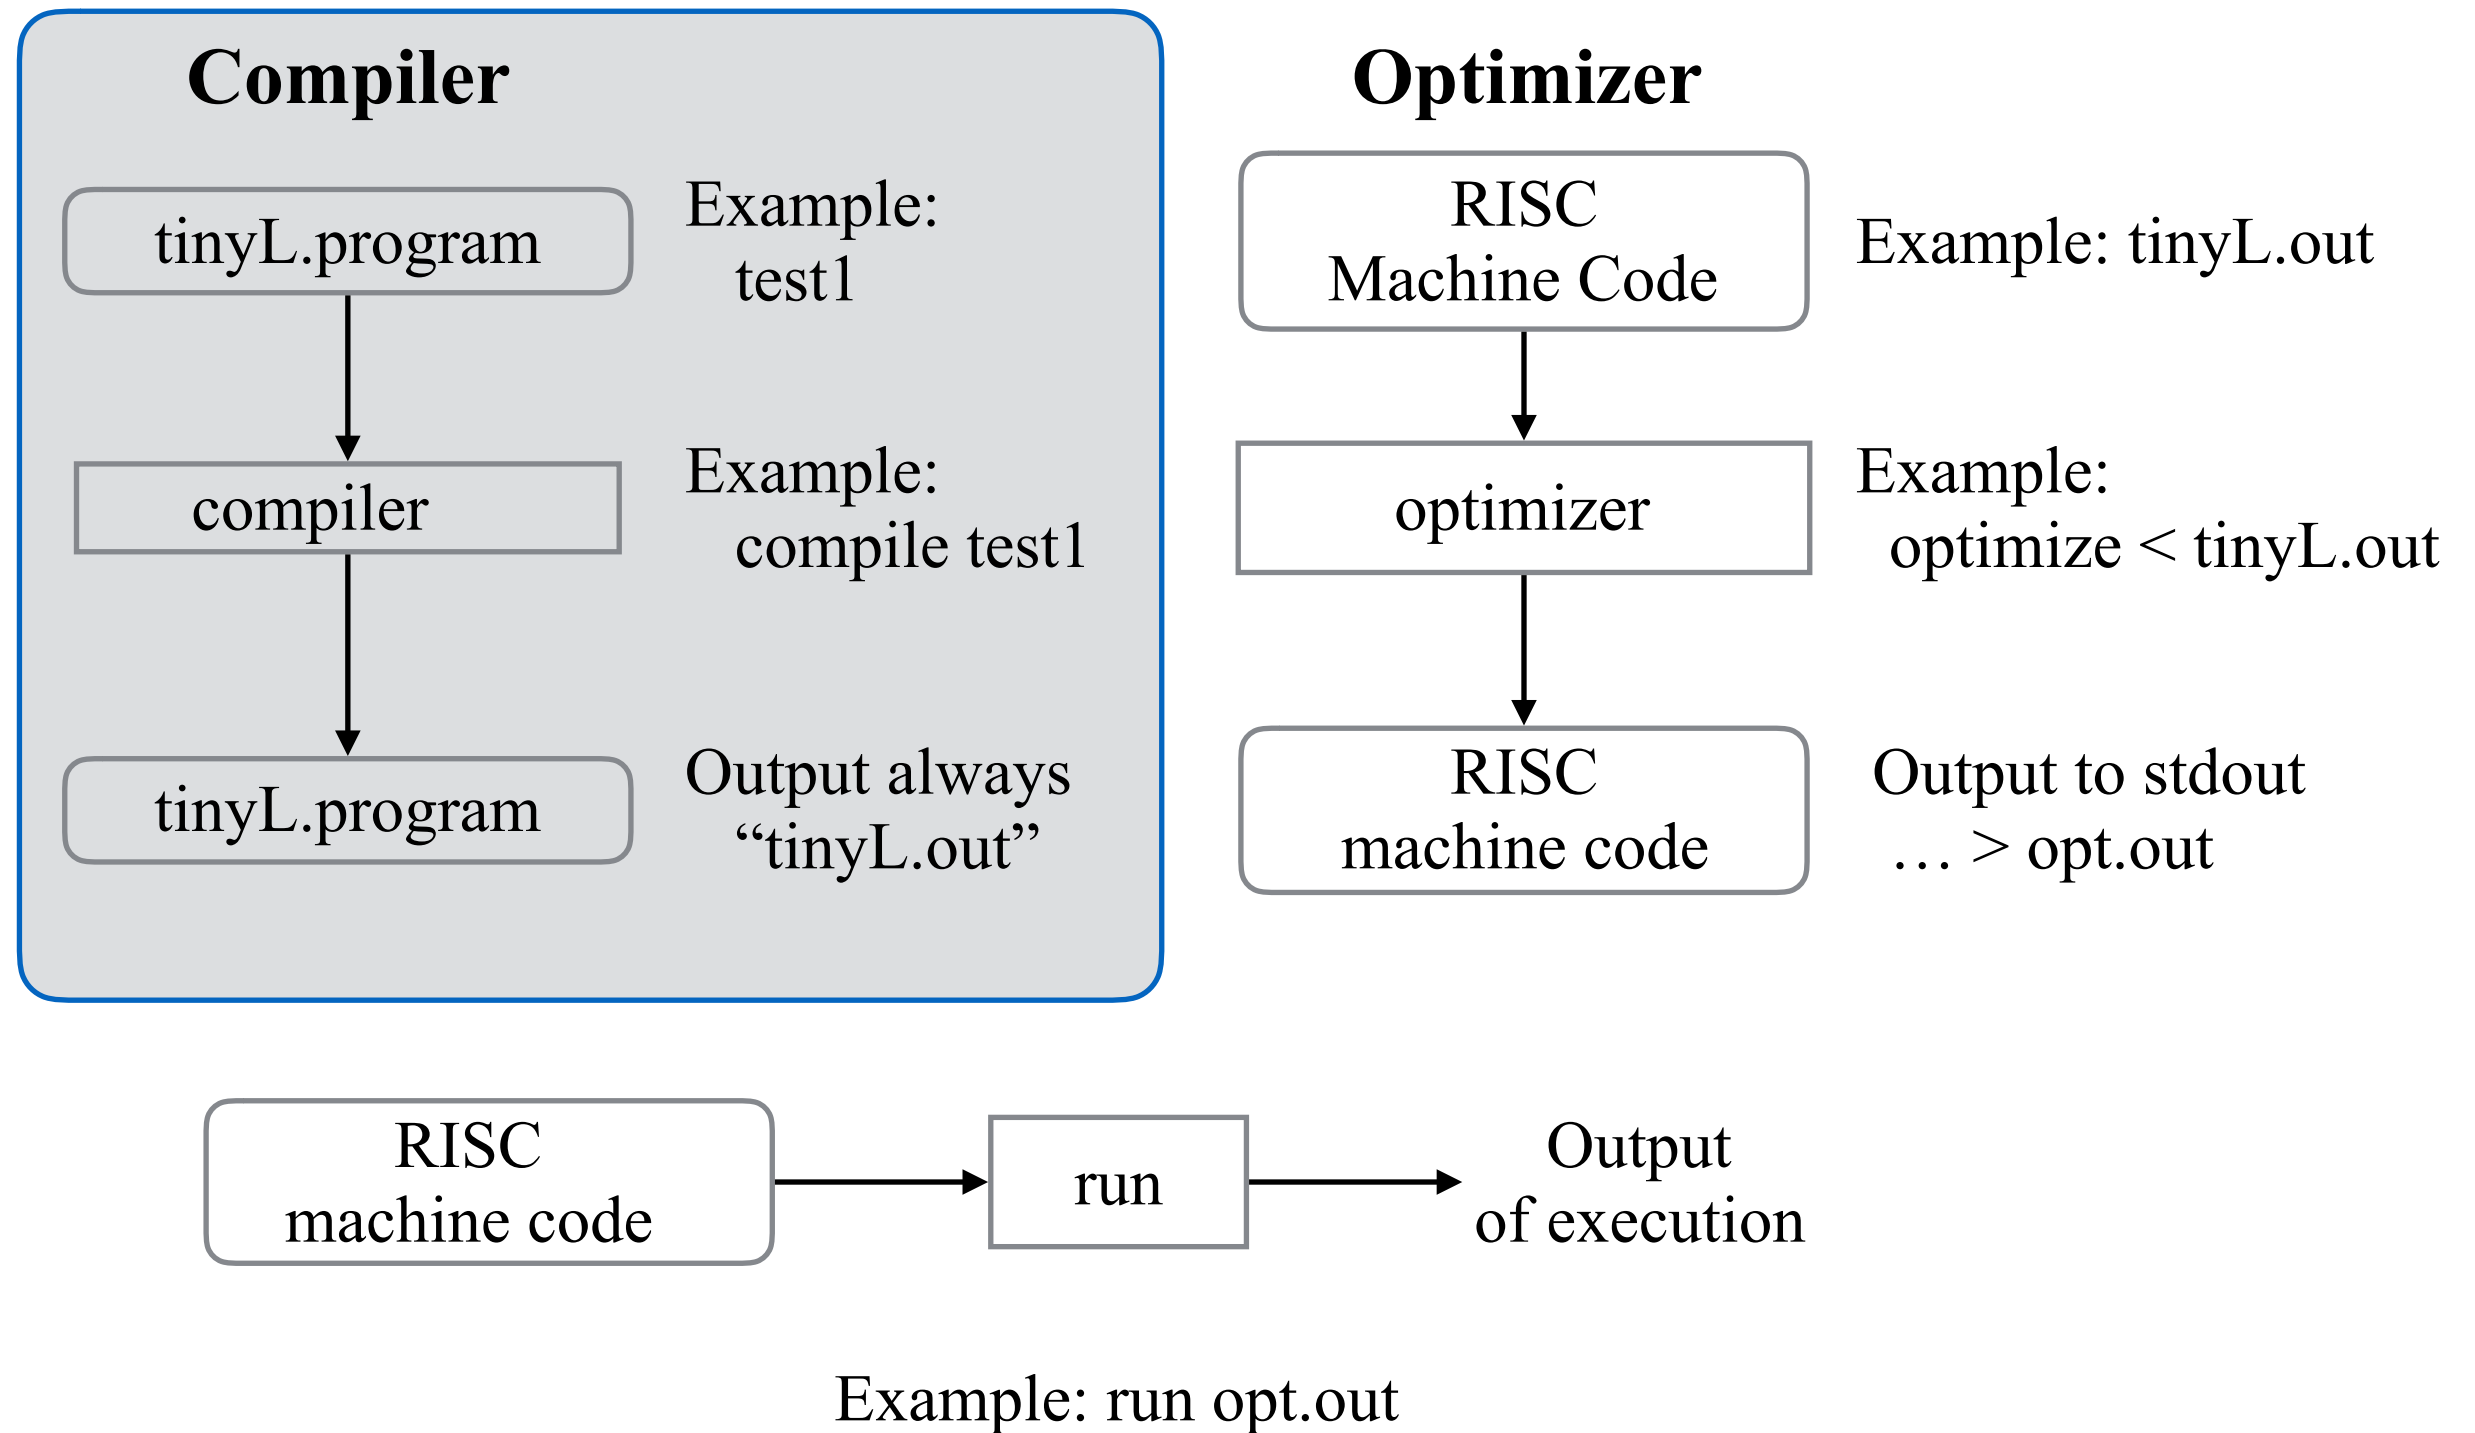 Compiler
tinyL.program
Example:
test1
compiler
Example:
compile test1
tinyL.program
Output always
“tinyL.out”
Optimizer
RISC
Machine Code
Example: tinyL.out
optimizer
Example:
optimize < tinyL.out
RISC
machine code
Output to stdout
… > opt.out
RISC
machine code
run
Output
of execution
Example: run opt.out